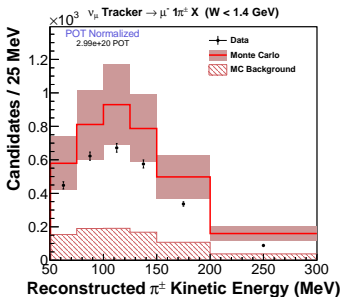 ν_μ Tracker → μ⁻ 1π± X (W < 1.4 GeV)
×10³
POT Normalized
2.99e+20 POT
Data
Monte Carlo
MC Background
Candidates / 25 MeV
1.2
1
0.8
0.6
0.4
0.2
0
50 100 150 200 250 300
Reconstructed π± Kinetic Energy (MeV)